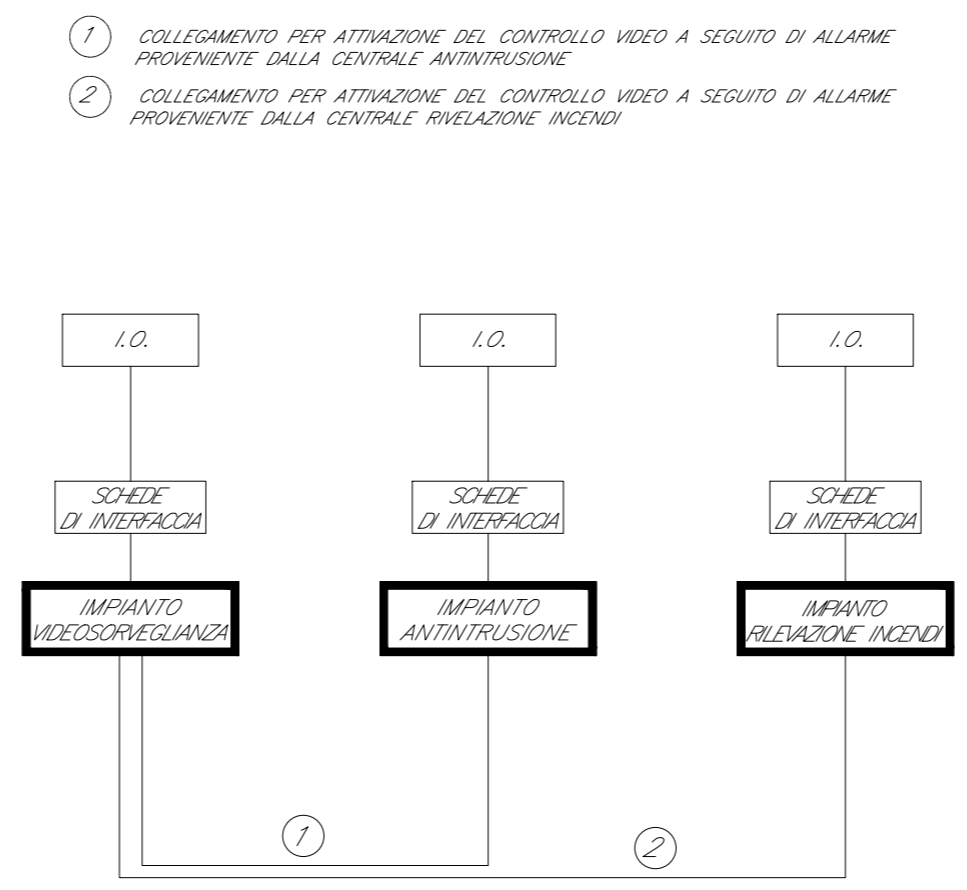 1 COLLEGAMENTO PER ATTIVAZIONE DEL CONTROLLO VIDEO A SEGUITO DI ALLARME
PROVENIENTE DALLA CENTRALE ANTINTRUSIONE
2 COLLEGAMENTO PER ATTIVAZIONE DEL CONTROLLO VIDEO A SEGUITO DI ALLARME
PROVENIENTE DALLA CENTRALE RIVELAZIONE INCENDI
I.O.
I.O.
I.O.
SCHEDE
DI INTERFACCIA
SCHEDE
DI INTERFACCIA
SCHEDE
DI INTERFACCIA
IMPIANTO
VIDEOSORVEGLIANZA
IMPIANTO
ANTINTRUSIONE
IMPIANTO
RILEVAZIONE INCENDI
1
2